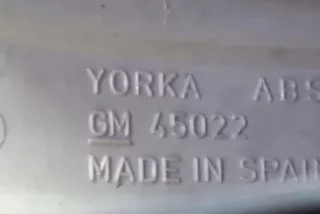 YORKA ABS
GM 45022
MADE IN SPAIN